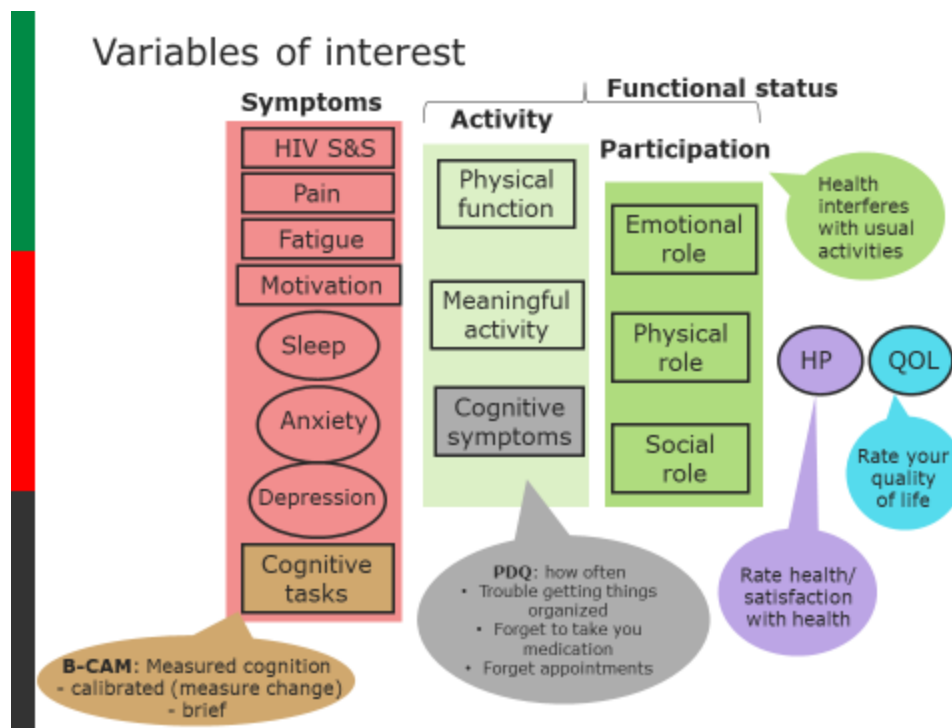 Variables of interest
Functional status
Symptoms
HIV S&S
Pain
Fatigue
Motivation
Sleep
Anxiety
Depression
Cognitive
tasks
B-CAM: Measured cognition
- calibrated (measure change)
- brief
Activity
Physical
function
Meaningful
activity
Cognitive
symptoms
PDQ: how often
• Trouble getting things
organized
• Forget to take you
medication
• Forget appointments
Participation
Emotional
role
Physical
role
Social
role
Health
interferes
with usual
activities
HP
Rate health/
satisfaction
with health
QOL
Rate your
quality
of life